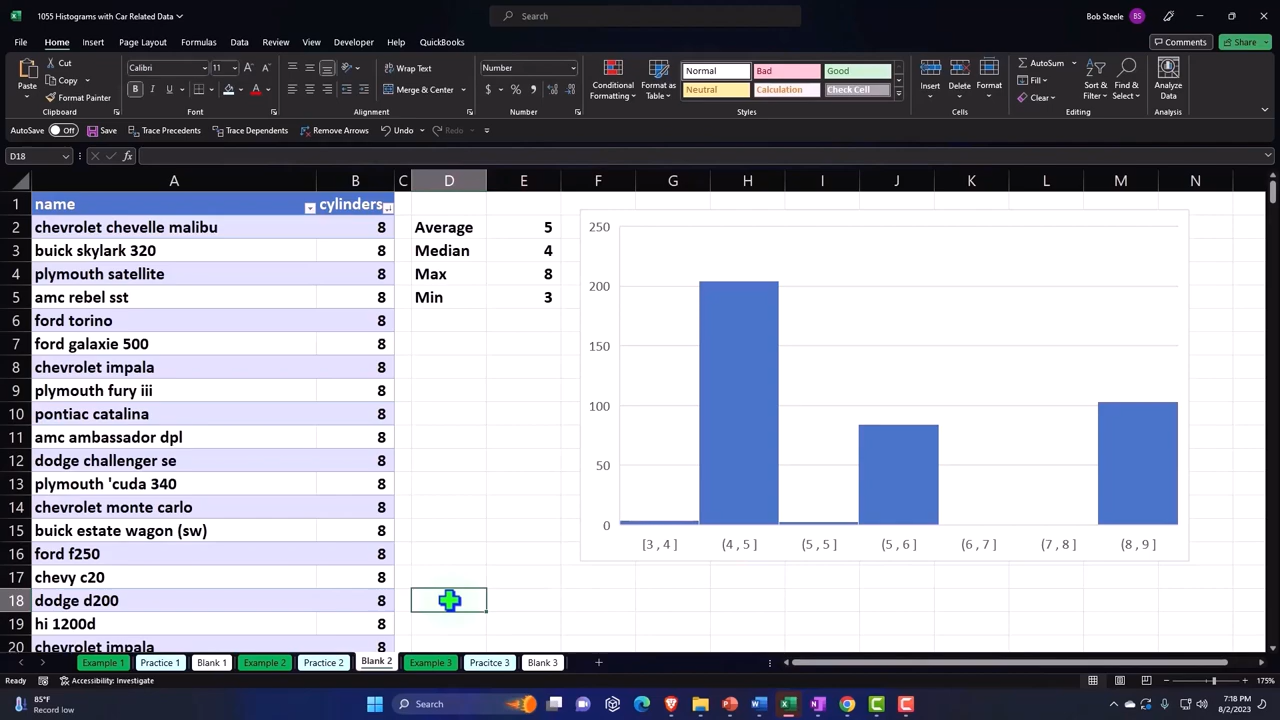 1055 Histograms with Car Related Data
Search
Bob Steele BS
File Home Insert Page Layout Formulas Data Review View Developer Help QuickBooks
Comments Share
Paste
Cut
Copy
Format Painter
Clipboard
Calibri 11
B I U
Font
Wrap Text
Merge & Center
Alignment
Number
$ % ,
Number
Conditional Formatting
Format as Table
Normal Bad Good
Neutral Calculation Check Cell
Styles
Insert Delete Format
Cells
AutoSum
Fill
Clear
Sort & Filter
Find & Select
Editing
Analyze Data
Analysis
AutoSave Off Save Trace Precedents Trace Dependents Remove Arrows Undo Redo
D18 fx
A B C D E F G H I J K L M N
1 name cylinders
2 chevrolet chevelle malibu 8 Average 5
3 buick skylark 320 8 Median 4
4 plymouth satellite 8 Max 8
5 amc rebel sst 8 Min 3
6 ford torino 8
7 ford galaxie 500 8
8 chevrolet impala 8
9 plymouth fury iii 8
10 pontiac catalina 8
11 amc ambassador dpl 8
12 dodge challenger se 8
13 plymouth 'cuda 340 8
14 chevrolet monte carlo 8
15 buick estate wagon (sw) 8
16 ford f250 8
17 chevy c20 8
18 dodge d200 8
19 hi 1200d 8
20 chevrolet impala 8
250
200
150
100
50
0
[3 , 4 ] (4 , 5 ] (5 , 5 ] (5 , 6 ] (6 , 7 ] (7 , 8 ] (8 , 9 ]
Example 1 Practice 1 Blank 1 Example 2 Practice 2 Blank 2 Example 3 Pracitce 3 Blank 3
Ready Accessibility: Investigate 175%
85°F
Record low
Search
7:18 PM
8/2/2023